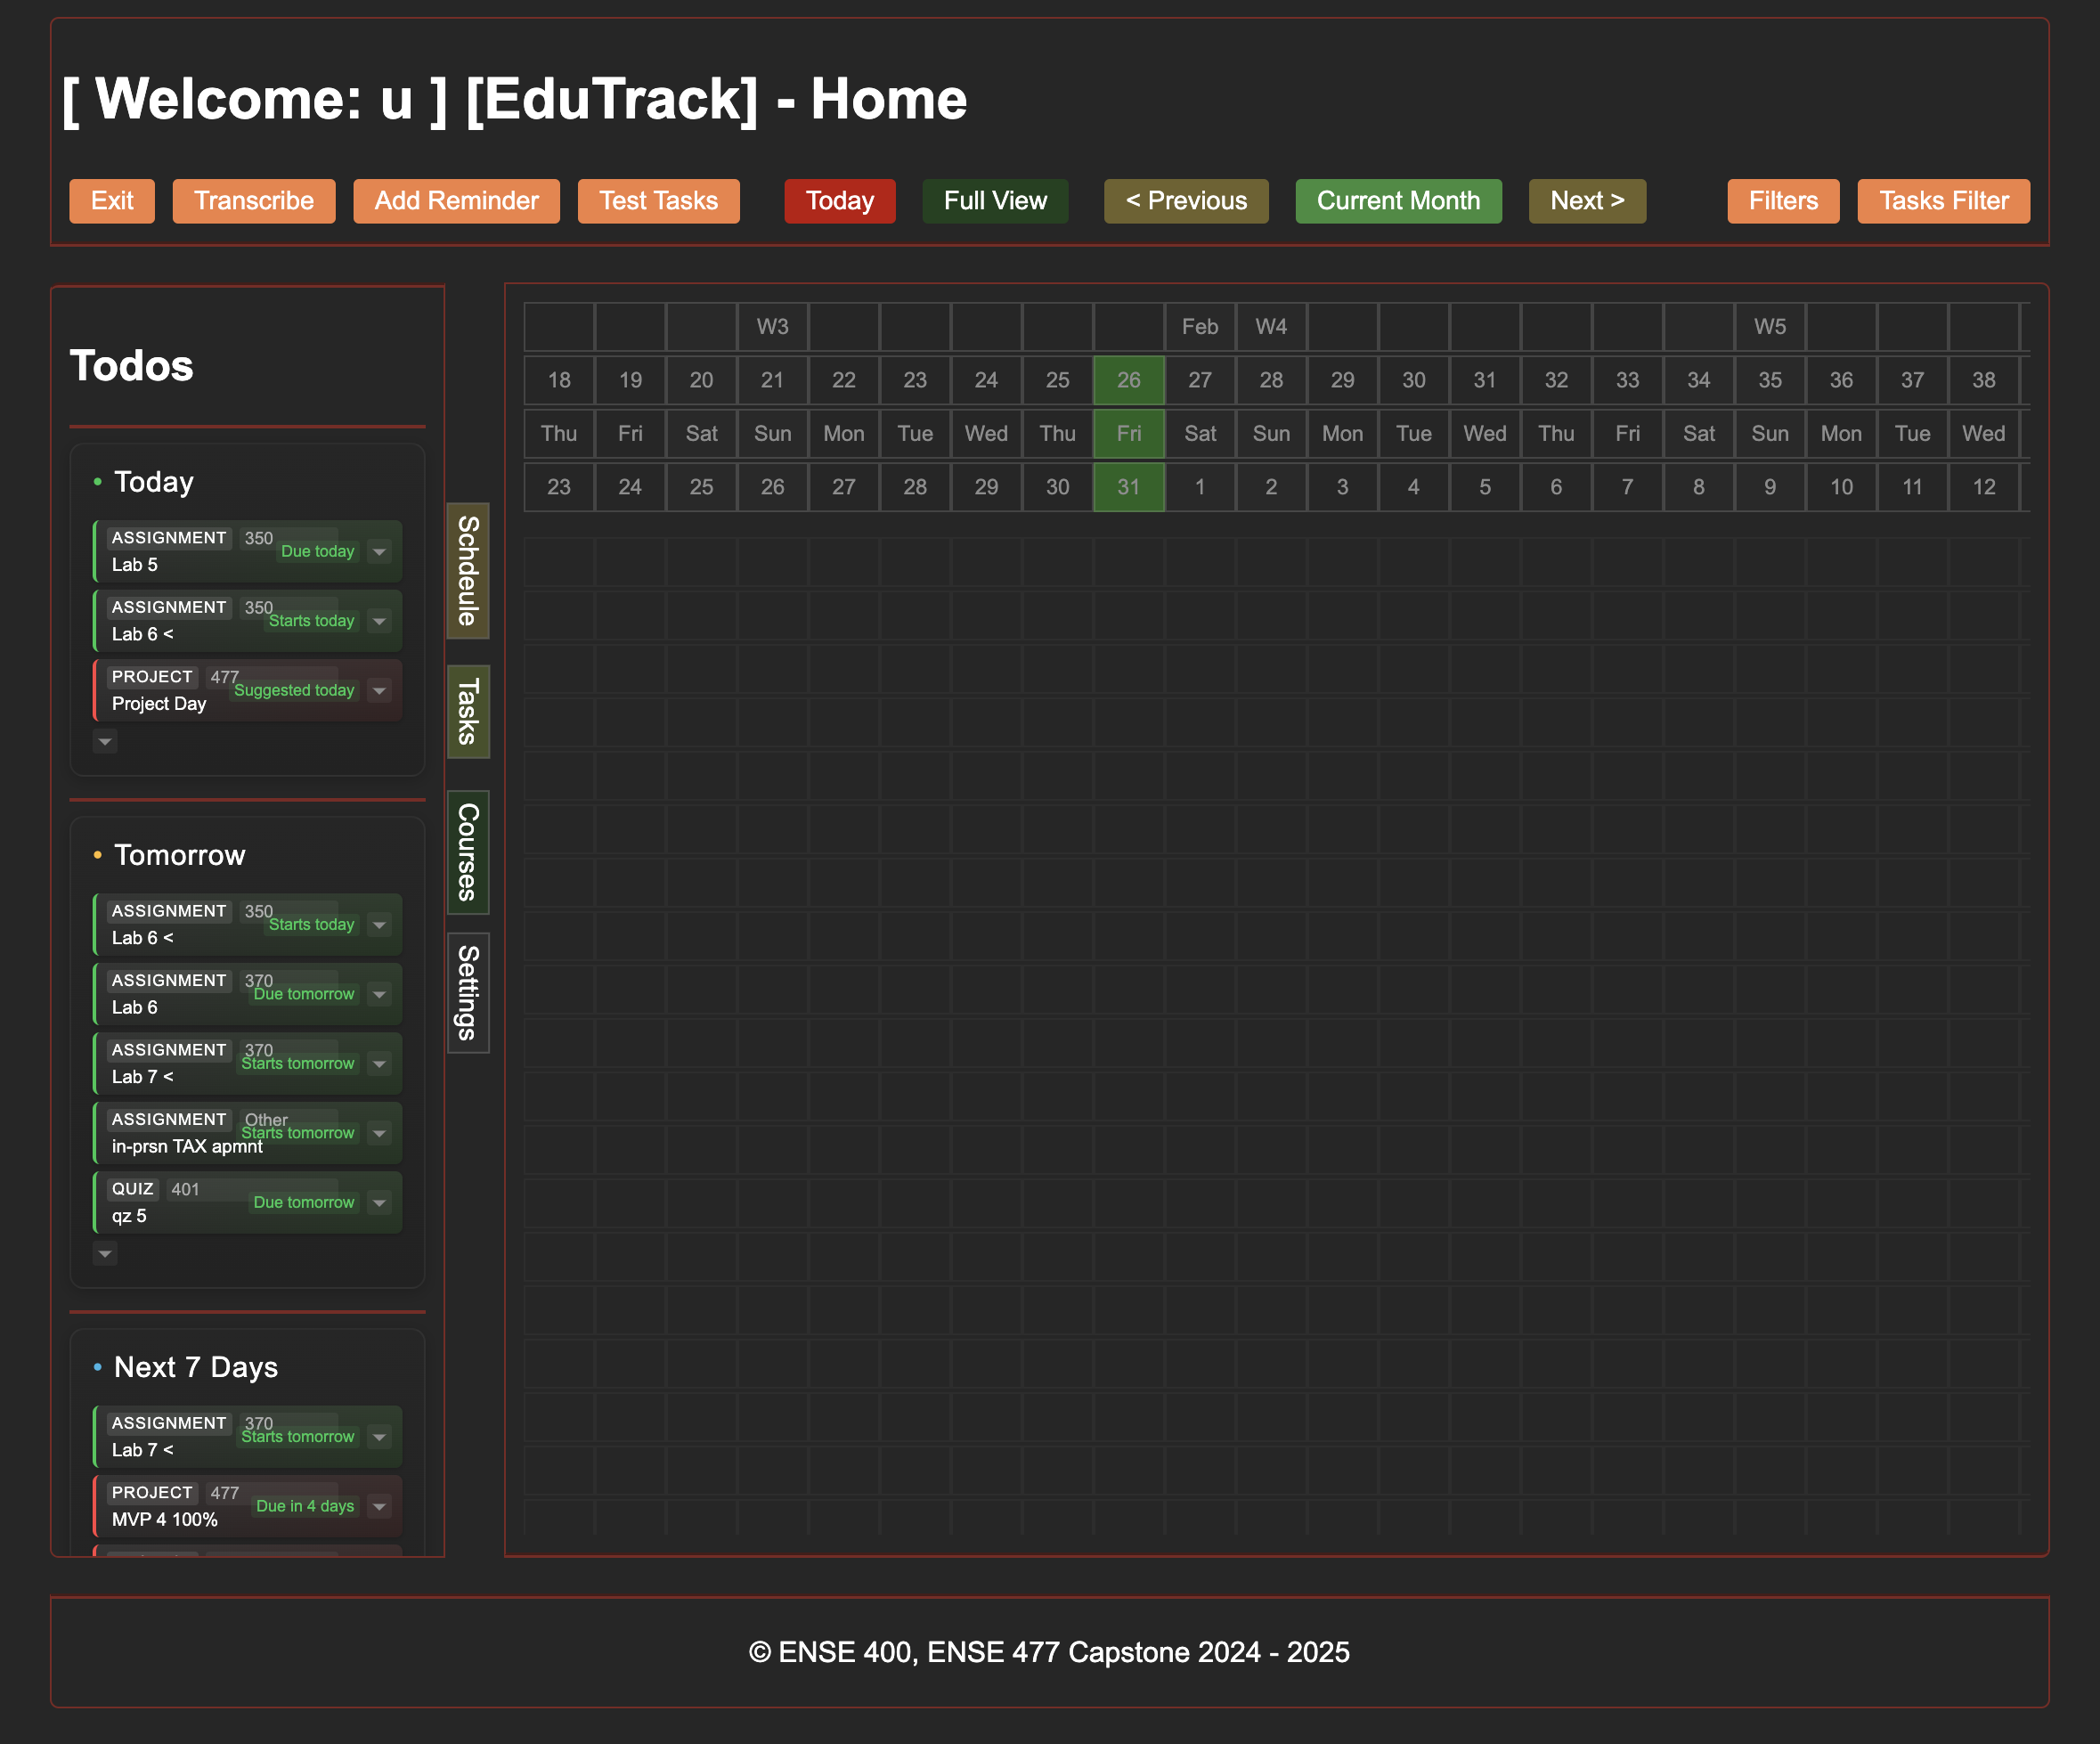 [ Welcome: u ] [EduTrack] - Home
Exit Transcribe Add Reminder Test Tasks Today Full View < Previous Current Month Next > Filters Tasks Filter
Todos
• Today
ASSIGNMENT 350
Due today
Lab 5
ASSIGNMENT 350
Starts today
Lab 6 <
PROJECT 477
Suggested today
Project Day
• Tomorrow
ASSIGNMENT 350
Starts today
Lab 6 <
ASSIGNMENT 370
Due tomorrow
Lab 6
ASSIGNMENT 370
Starts tomorrow
Lab 7 <
ASSIGNMENT Other
Starts tomorrow
in-prsn TAX apmnt
QUIZ 401
Due tomorrow
qz 5
• Next 7 Days
ASSIGNMENT 370
Starts tomorrow
Lab 7 <
PROJECT 477
Due in 4 days
MVP 4 100%
Schdeule
Tasks
Courses
Settings
W3 Feb W4 W5
18 19 20 21 22 23 24 25 26 27 28 29 30 31 32 33 34 35 36 37 38
Thu Fri Sat Sun Mon Tue Wed Thu Fri Sat Sun Mon Tue Wed Thu Fri Sat Sun Mon Tue Wed
23 24 25 26 27 28 29 30 31 1 2 3 4 5 6 7 8 9 10 11 12
© ENSE 400, ENSE 477 Capstone 2024 - 2025